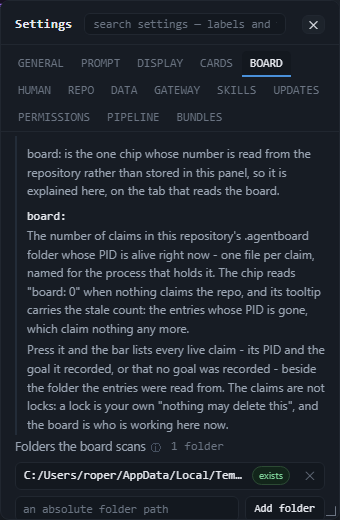 Settings
search settings — labels and
GENERAL PROMPT DISPLAY CARDS BOARD
HUMAN REPO DATA GATEWAY SKILLS UPDATES
PERMISSIONS PIPELINE BUNDLES
board: is the one chip whose number is read from the
repository rather than stored in this panel, so it is
explained here, on the tab that reads the board.
board:
The number of claims in this repository's .agentboard
folder whose PID is alive right now - one file per claim,
named for the process that holds it. The chip reads
"board: 0" when nothing claims the repo, and its tooltip
carries the stale count: the entries whose PID is gone,
which claim nothing any more.
Press it and the bar lists every live claim - its PID and the
goal it recorded, or that no goal was recorded - beside
the folder the entries were read from. The claims are not
locks: a lock is your own "nothing may delete this", and
the board is who is working here now.
Folders the board scans ⓘ 1 folder
C:/Users/roper/AppData/Local/Tem... exists
an absolute folder path Add folder